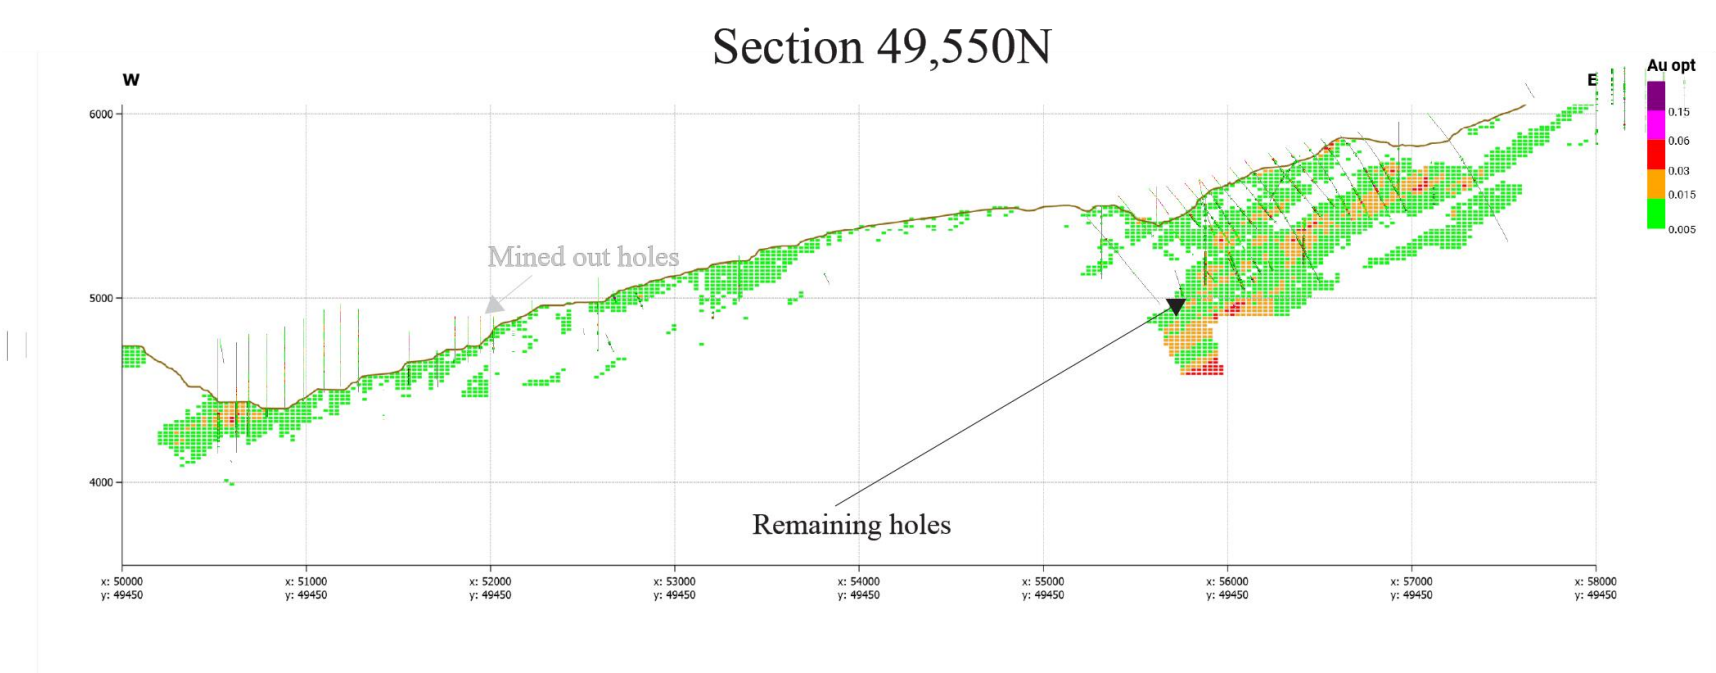 Section 49,550N
W
E
Au opt
0.15
0.06
0.03
0.015
0.005
6000
5000
4000
Mined out holes
Remaining holes
x: 50000
y: 49450
x: 51000
y: 49450
x: 52000
y: 49450
x: 53000
y: 49450
x: 54000
y: 49450
x: 55000
y: 49450
x: 56000
y: 49450
x: 57000
y: 49450
x: 58000
y: 49450